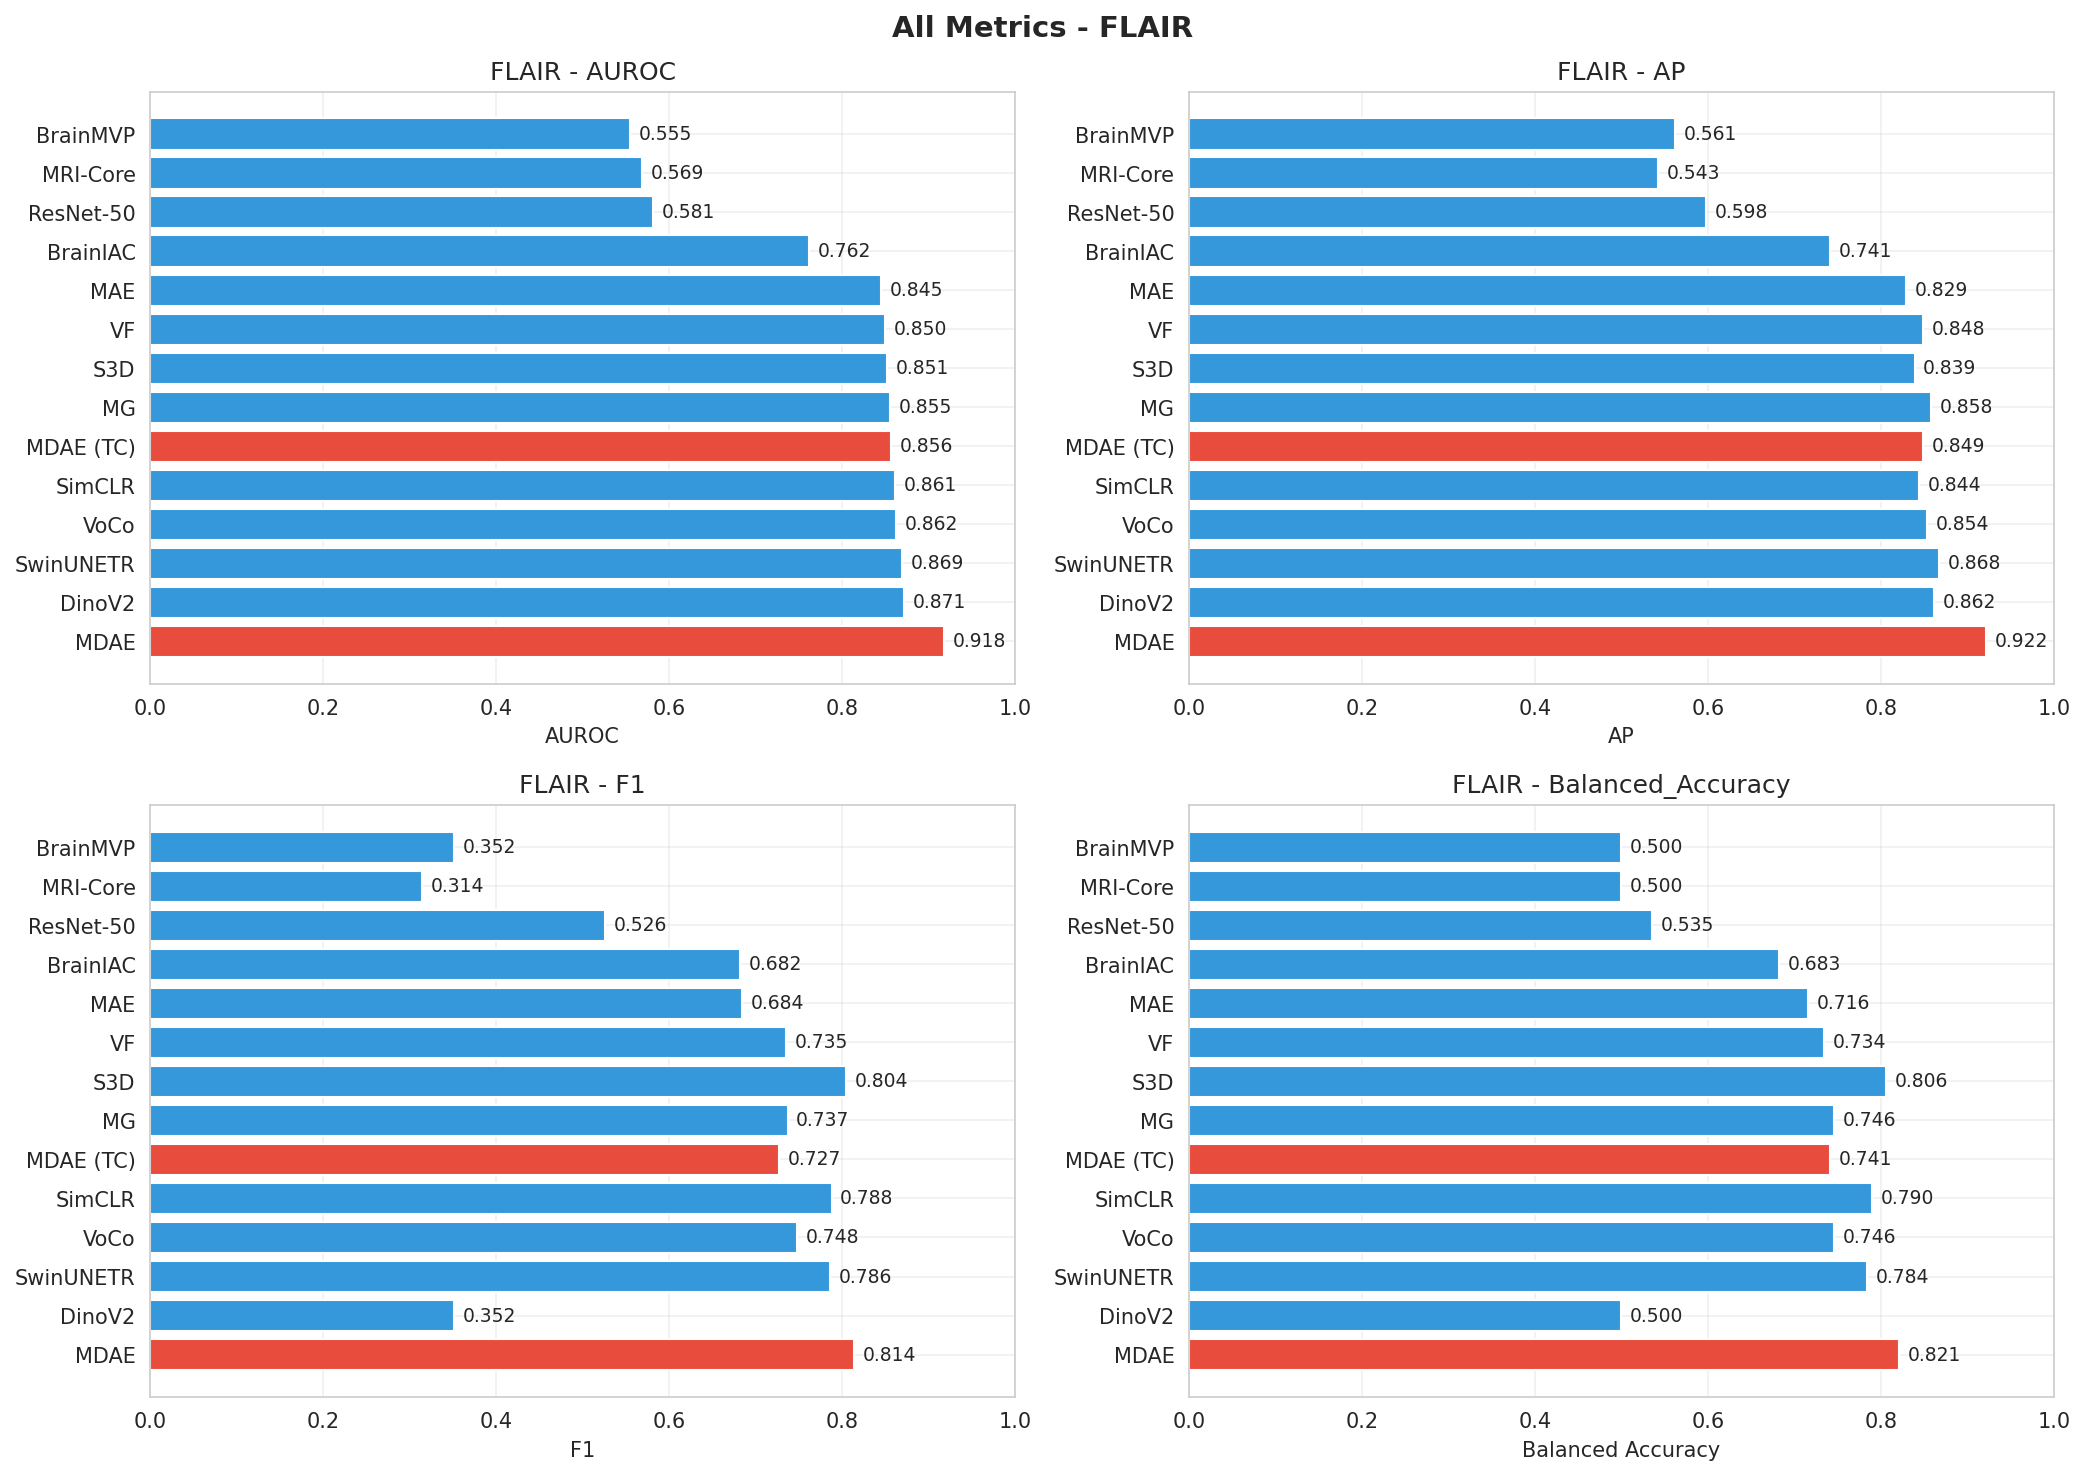 All Metrics - FLAIR
FLAIR - AUROC
BrainMVP 0.555
MRI-Core 0.569
ResNet-50 0.581
BrainIAC 0.762
MAE 0.845
VF 0.850
S3D 0.851
MG 0.855
MDAE (TC) 0.856
SimCLR 0.861
VoCo 0.862
SwinUNETR 0.869
DinoV2 0.871
MDAE 0.918
0.0 0.2 0.4 0.6 0.8 1.0
AUROC
FLAIR - AP
BrainMVP 0.561
MRI-Core 0.543
ResNet-50 0.598
BrainIAC 0.741
MAE 0.829
VF 0.848
S3D 0.839
MG 0.858
MDAE (TC) 0.849
SimCLR 0.844
VoCo 0.854
SwinUNETR 0.868
DinoV2 0.862
MDAE 0.922
0.0 0.2 0.4 0.6 0.8 1.0
AP
FLAIR - F1
BrainMVP 0.352
MRI-Core 0.314
ResNet-50 0.526
BrainIAC 0.682
MAE 0.684
VF 0.735
S3D 0.804
MG 0.737
MDAE (TC) 0.727
SimCLR 0.788
VoCo 0.748
SwinUNETR 0.786
DinoV2 0.352
MDAE 0.814
0.0 0.2 0.4 0.6 0.8 1.0
F1
FLAIR - Balanced_Accuracy
BrainMVP 0.500
MRI-Core 0.500
ResNet-50 0.535
BrainIAC 0.683
MAE 0.716
VF 0.734
S3D 0.806
MG 0.746
MDAE (TC) 0.741
SimCLR 0.790
VoCo 0.746
SwinUNETR 0.784
DinoV2 0.500
MDAE 0.821
0.0 0.2 0.4 0.6 0.8 1.0
Balanced Accuracy